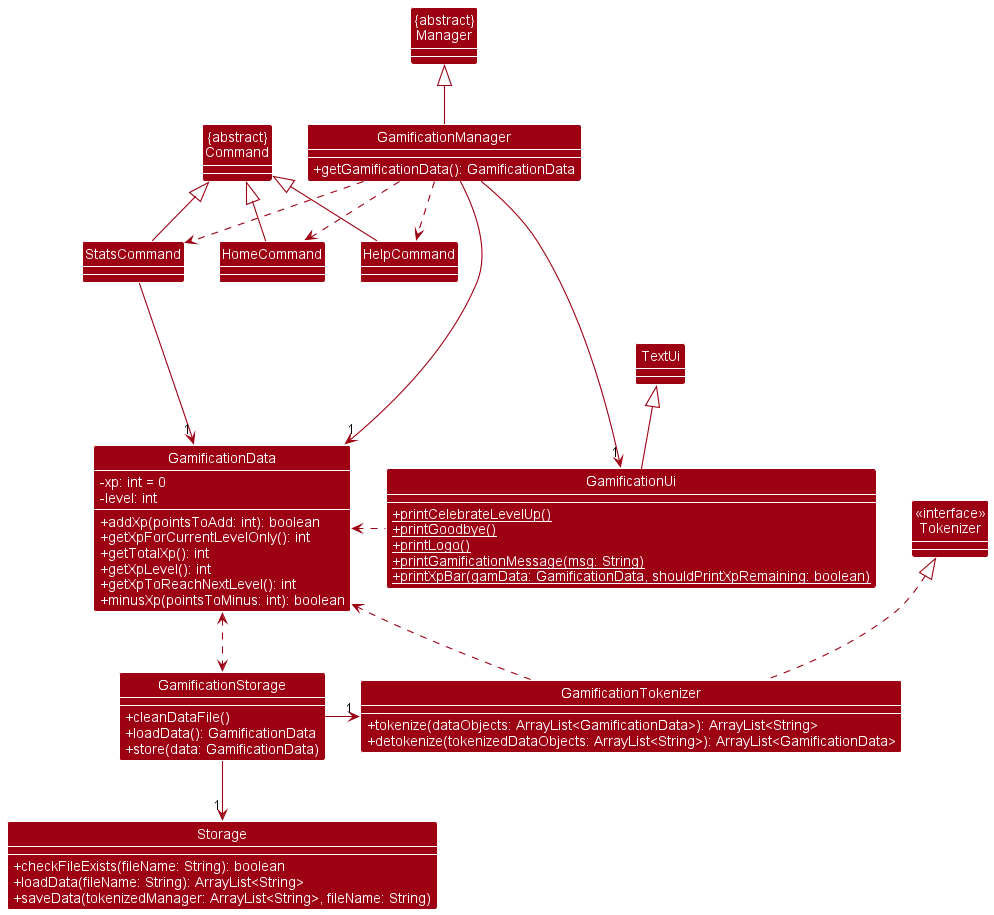 {abstract}
Manager
{abstract}
Command
GamificationManager
+getGamificationData(): GamificationData
StatsCommand
HomeCommand
HelpCommand
TextUi
1
1
1
GamificationData
-xp: int = 0
-level: int
+addXp(pointsToAdd: int): boolean
+getXpForCurrentLevelOnly(): int
+getTotalXp(): int
+getXpLevel(): int
+getXpToReachNextLevel(): int
+minusXp(pointsToMinus: int): boolean
GamificationUi
+printCelebrateLevelUp()
+printGoodbye()
+printLogo()
+printGamificationMessage(msg: String)
+printXpBar(gamData: GamificationData, shouldPrintXpRemaining: boolean)
«interface»
Tokenizer
GamificationStorage
+cleanDataFile()
+loadData(): GamificationData
+store(data: GamificationData)
1
GamificationTokenizer
+tokenize(dataObjects: ArrayList<GamificationData>): ArrayList<String>
+detokenize(tokenizedDataObjects: ArrayList<String>): ArrayList<GamificationData>
1
Storage
+checkFileExists(fileName: String): boolean
+loadData(fileName: String): ArrayList<String>
+saveData(tokenizedManager: ArrayList<String>, fileName: String)